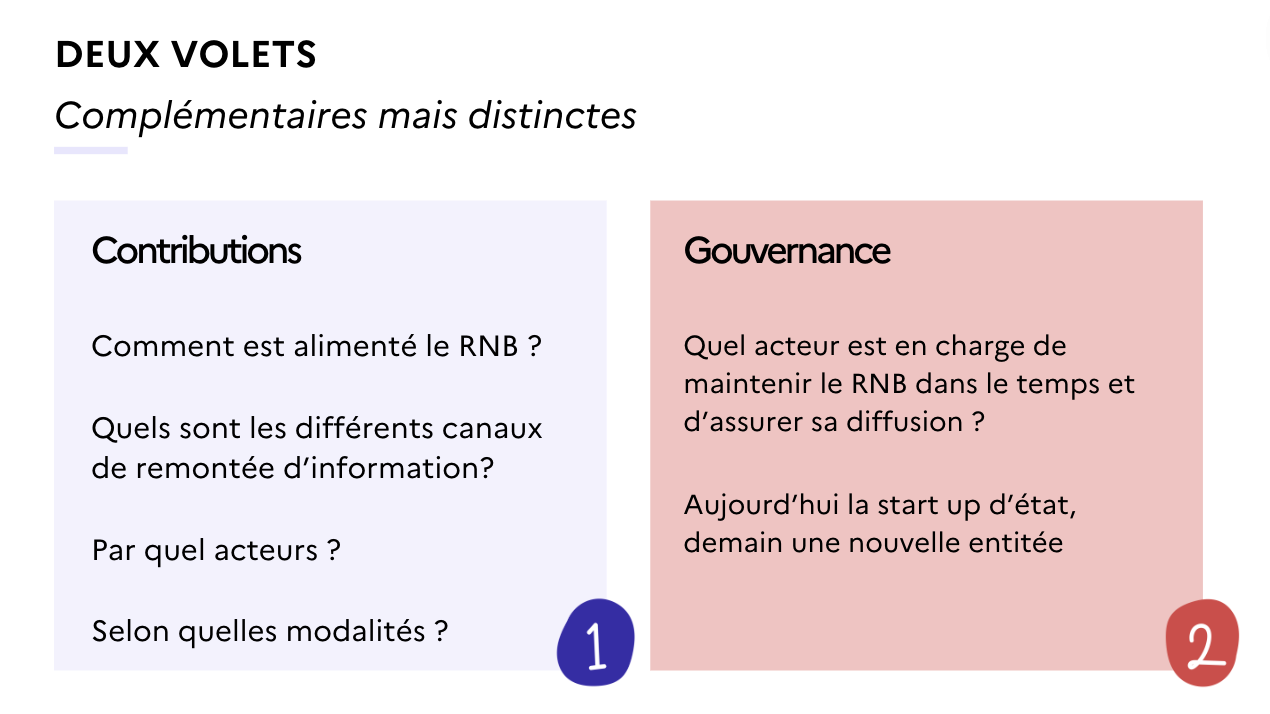 DEUX VOLETS
Complémentaires mais distinctes
Contributions
Comment est alimenté le RNB ?
Quels sont les différents canaux
de remontée d’information?
Par quel acteurs ?
Selon quelles modalités ?
1
Gouvernance
Quel acteur est en charge de
maintenir le RNB dans le temps et
d’assurer sa diffusion ?
Aujourd’hui la start up d’état,
demain une nouvelle entitée
2